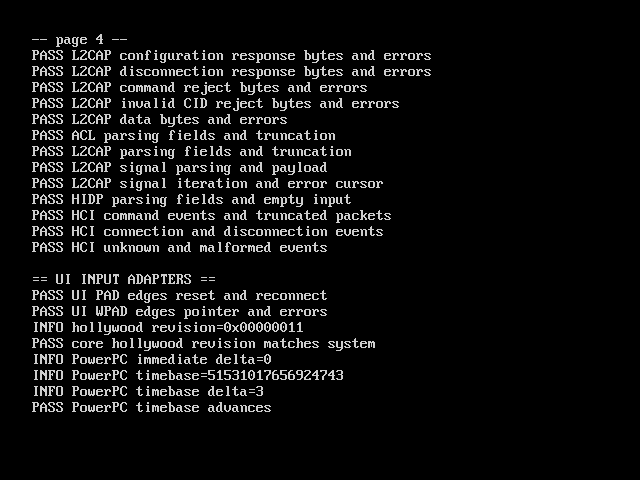 -- page 4 --
PASS L2CAP configuration response bytes and errors
PASS L2CAP disconnection response bytes and errors
PASS L2CAP command reject bytes and errors
PASS L2CAP invalid CID reject bytes and errors
PASS L2CAP data bytes and errors
PASS ACL parsing fields and truncation
PASS L2CAP parsing fields and truncation
PASS L2CAP signal parsing and payload
PASS L2CAP signal iteration and error cursor
PASS HIDP parsing fields and empty input
PASS HCI command events and truncated packets
PASS HCI connection and disconnection events
PASS HCI unknown and malformed events
== UI INPUT ADAPTERS ==
PASS UI PAD edges reset and reconnect
PASS UI WPAD edges pointer and errors
INFO hollywood revision=0x00000011
PASS core hollywood revision matches system
INFO PowerPC immediate delta=0
INFO PowerPC timebase=51531017656924743
INFO PowerPC timebase delta=3
PASS PowerPC timebase advances